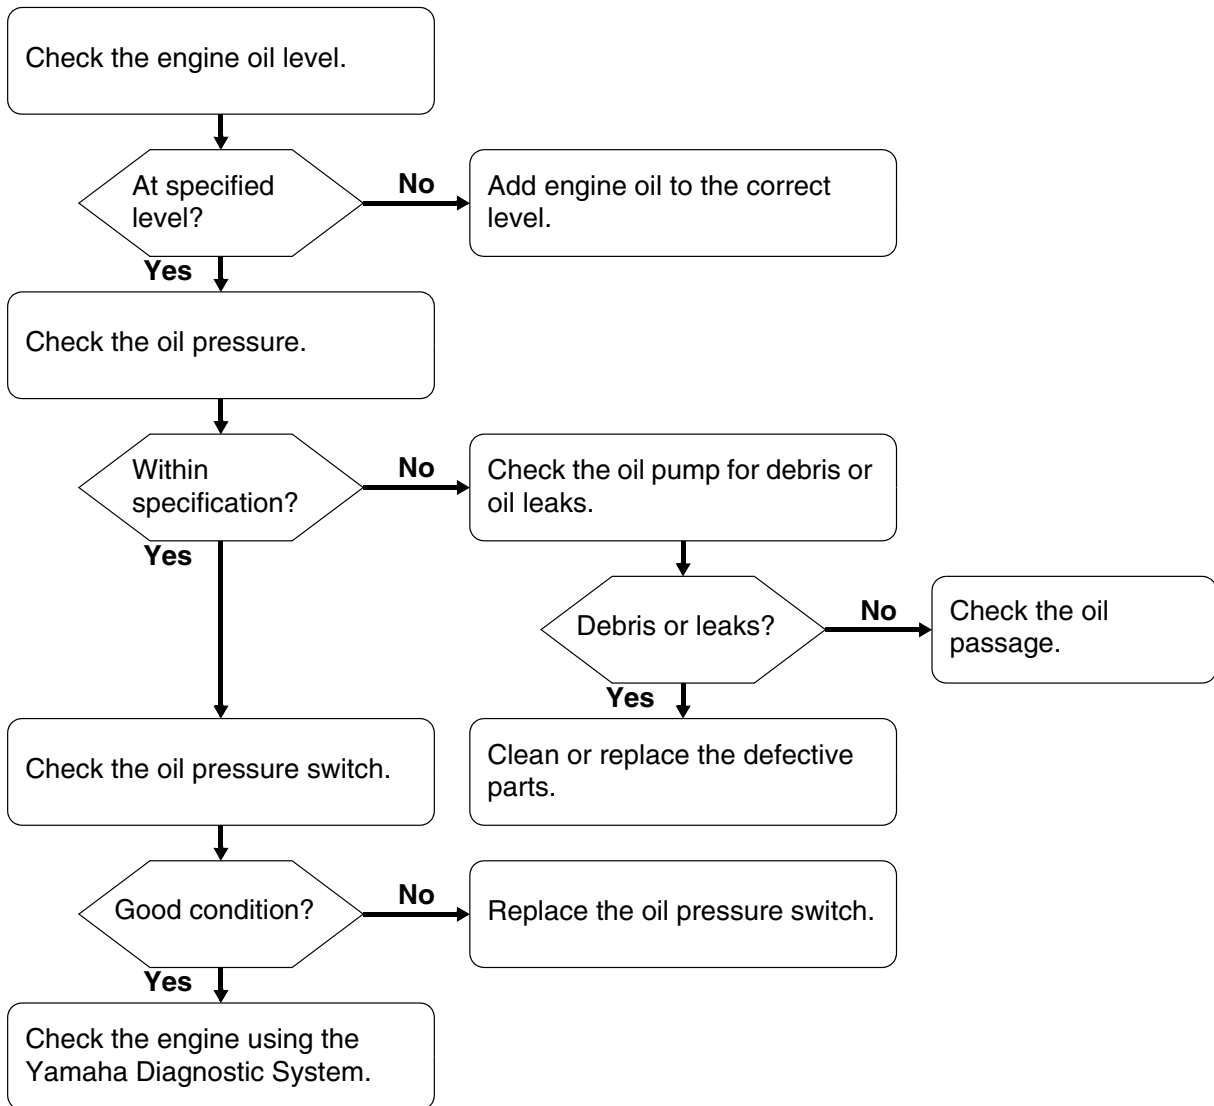 Check the engine oil level.
At specified
level?
No
Add engine oil to the correct
level.
Yes
Check the oil pressure.
Within
specification?
No
Check the oil pump for debris or
oil leaks.
Yes
Debris or leaks?
No
Check the oil
passage.
Yes
Clean or replace the defective
parts.
Check the oil pressure switch.
Good condition?
No
Replace the oil pressure switch.
Yes
Check the engine using the
Yamaha Diagnostic System.